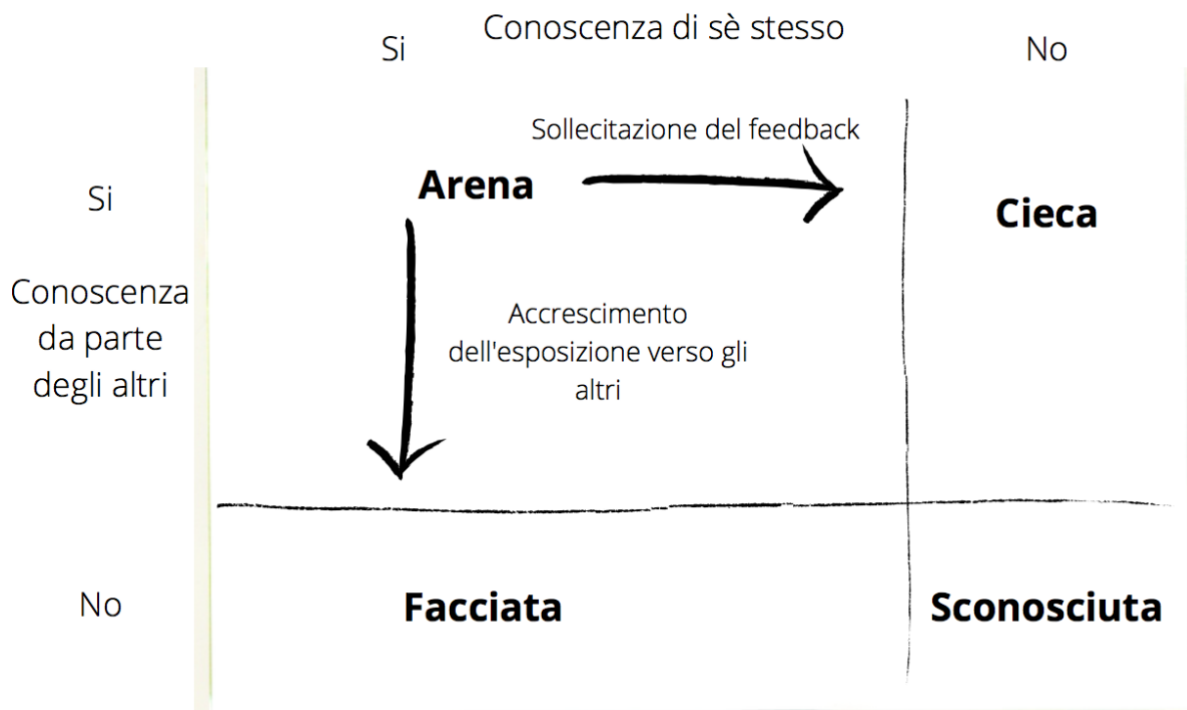 Conoscenza di sè stesso
Si
No
Sollecitazione del feedback
Arena
Si
Cieca
Conoscenza
da parte
degli altri
Accrescimento
dell'esposizione verso gli
altri
No
Facciata
Sconosciuta